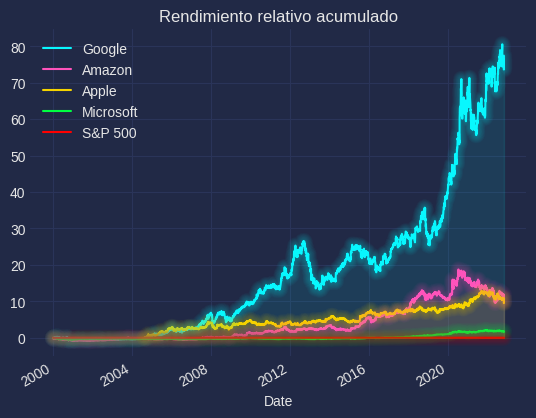 Rendimiento relativo acumulado
80
70
60
50
40
30
20
10
0
Google
Amazon
Apple
Microsoft
S&P 500
2000
2004
2008
2012
2016
2020
Date